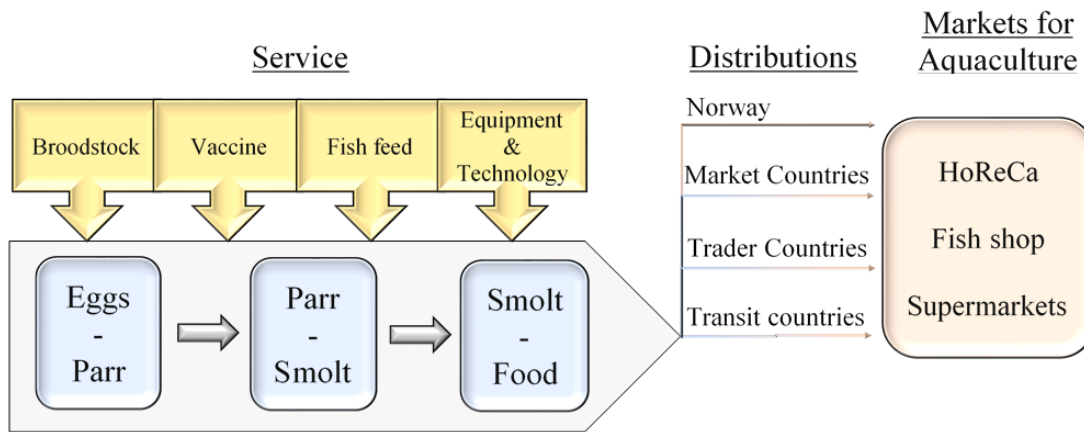 Service
Distributions
Markets for
Aquaculture
Broodstock
Vaccine
Fish feed
Equipment
&
Technology
Norway
Market Countries
Trader Countries
Transit countries
HoReCa
Fish shop
Supermarkets
Eggs
-
Parr
Parr
-
Smolt
Smolt
-
Food